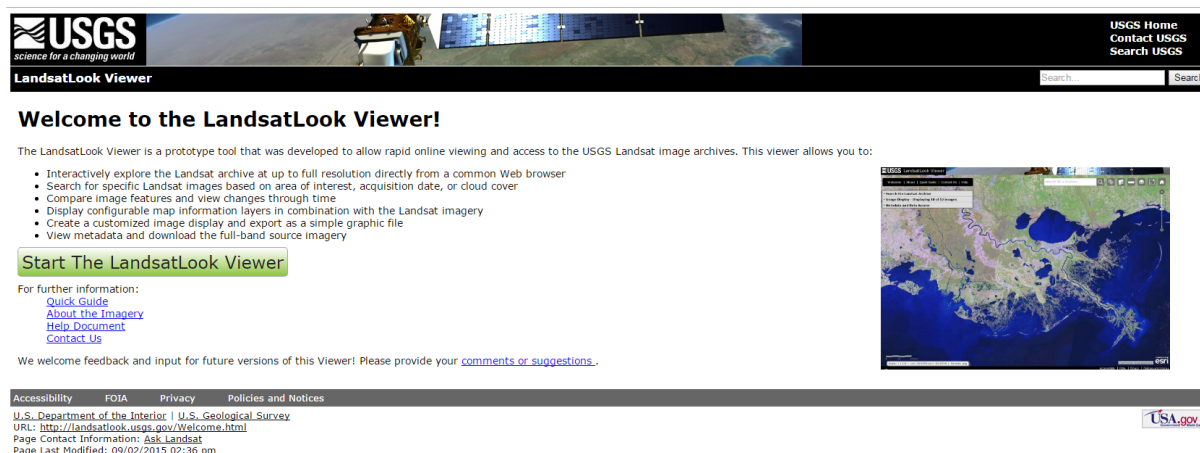 USGS
science for a changing world
USGS Home
Contact USGS
Search USGS
LandsatLook Viewer
Search...
Search
Welcome to the LandsatLook Viewer!
The LandsatLook Viewer is a prototype tool that was developed to allow rapid online viewing and access to the USGS Landsat image archives. This viewer allows you to:
Interactively explore the Landsat archive at up to full resolution directly from a common Web browser
Search for specific Landsat images based on area of interest, acquisition date, or cloud cover
Compare image features and view changes through time
Display configurable map information layers in combination with the Landsat imagery
Create a customized image display and export as a simple graphic file
View metadata and download the full-band source imagery
Start The LandsatLook Viewer
For further information:
Quick Guide
About the Imagery
Help Document
Contact Us
We welcome feedback and input for future versions of this Viewer! Please provide your comments or suggestions .
USGS LandsatLook Viewer
esri
Accessibility FOIA Privacy Policies and Notices
U.S. Department of the Interior | U.S. Geological Survey
URL: http://landsatlook.usgs.gov/Welcome.html
Page Contact Information: Ask Landsat
Page Last Modified: 09/02/2015 02:36 pm
USA.gov